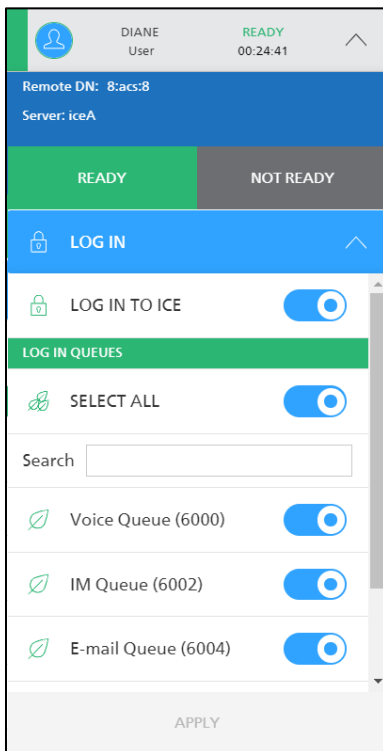 DIANE
READY
User
00:24:41
Remote DN: 8:acs:8
Server: iceA
READY
NOT READY
LOG IN
LOG IN TO ICE
LOG IN QUEUES
SELECT ALL
Search
Voice Queue (6000)
IM Queue (6002)
E-mail Queue (6004)
APPLY